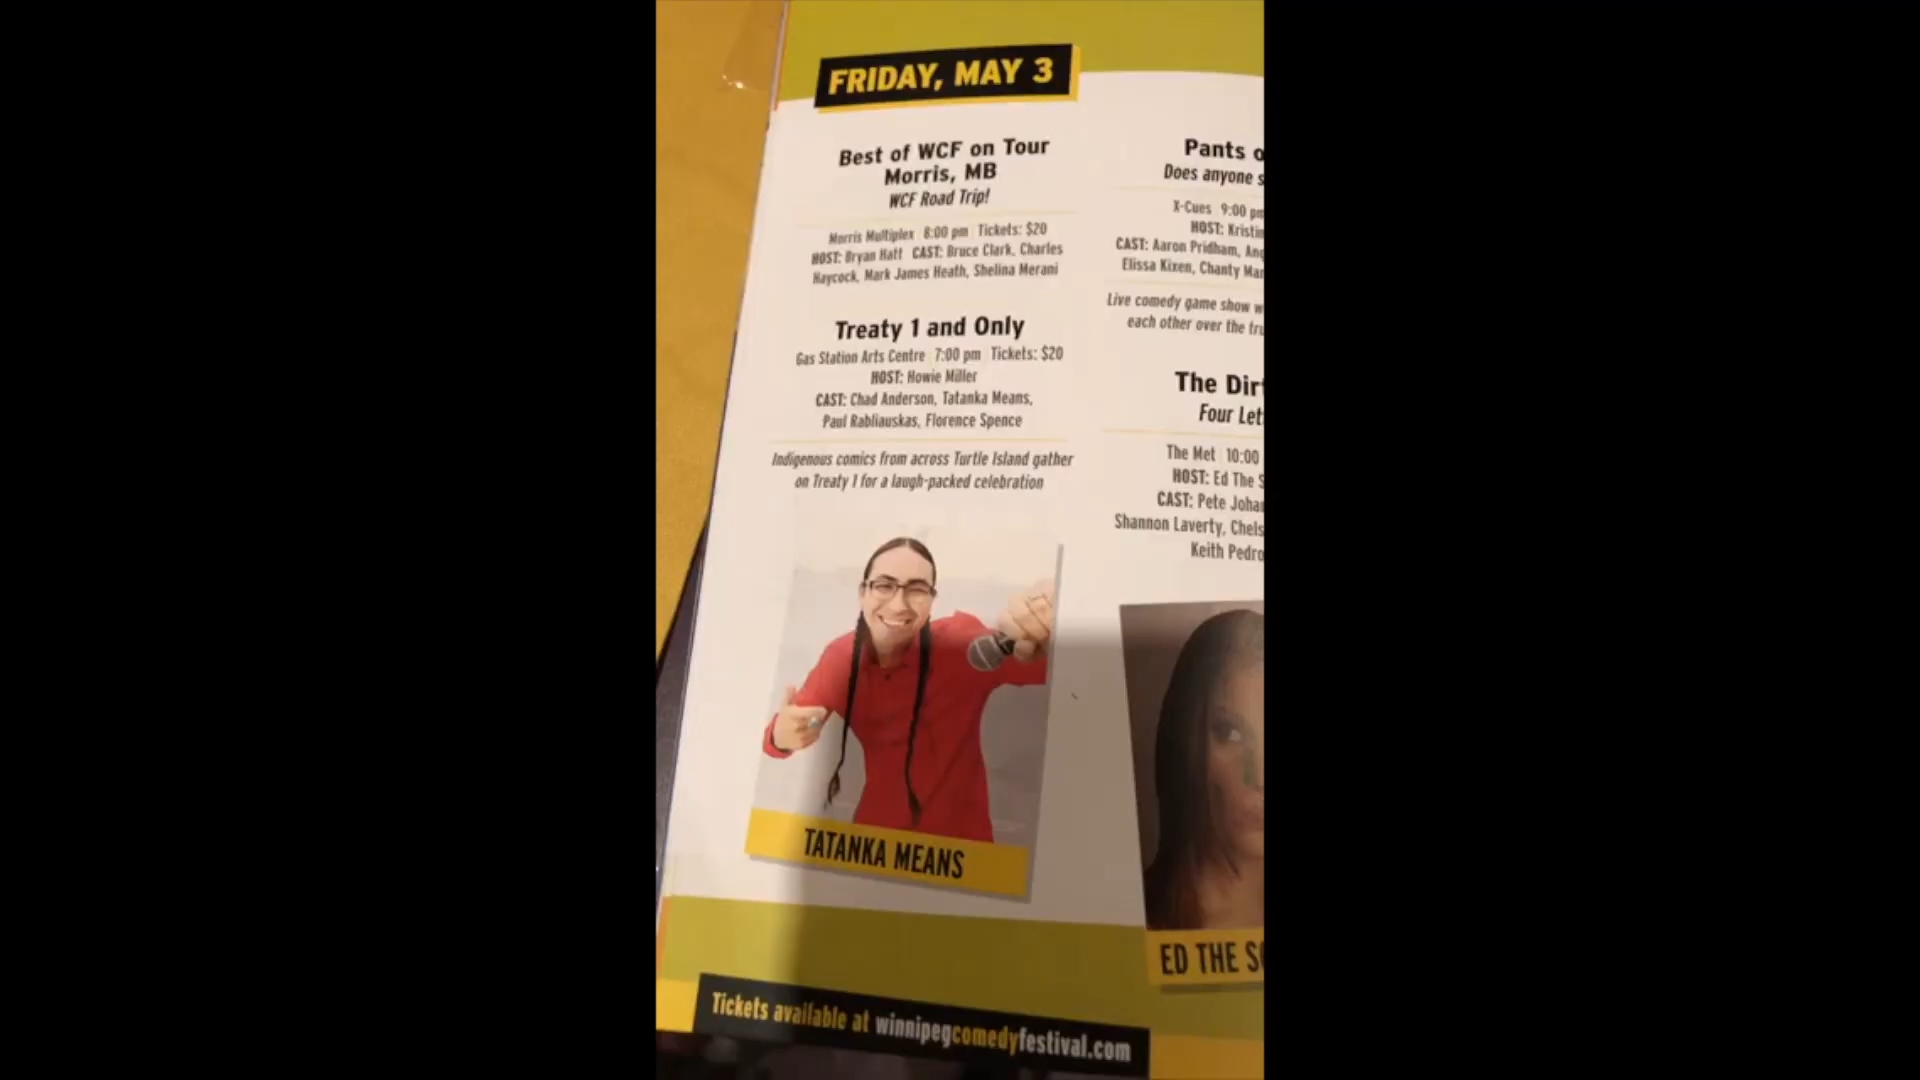 FRIDAY, MAY 3
Best of WCF on Tour
Morris, MB
WCF Road Trip!
Morris Multiplex 8:00 pm Tickets: $20
HOST: Bryan Hatt CAST: Bruce Clark, Charles
Haycock, Mark James Heath, Shelina Merani
Treaty 1 and Only
Gas Station Arts Centre 7:00 pm Tickets: $20
HOST: Howie Miller
CAST: Chad Anderson, Tatanka Means,
Paul Rabliauskas, Florence Spence
Indigenous comics from across Turtle Island gather
on Treaty 1 for a laugh-packed celebration
TATANKA MEANS
Pants
Does anyone
X-Cues 9:00 pm
HOST:
CAST: Aaron Pridham,
Elissa Kixen, Chanty
Live comedy game show
each other over the
The
Four
The Met 10:00
HOST: Ed The
CAST: Pete
Shannon Laverty,
Keith
ED THE
Tickets available at winnipegcomedyfestival.com